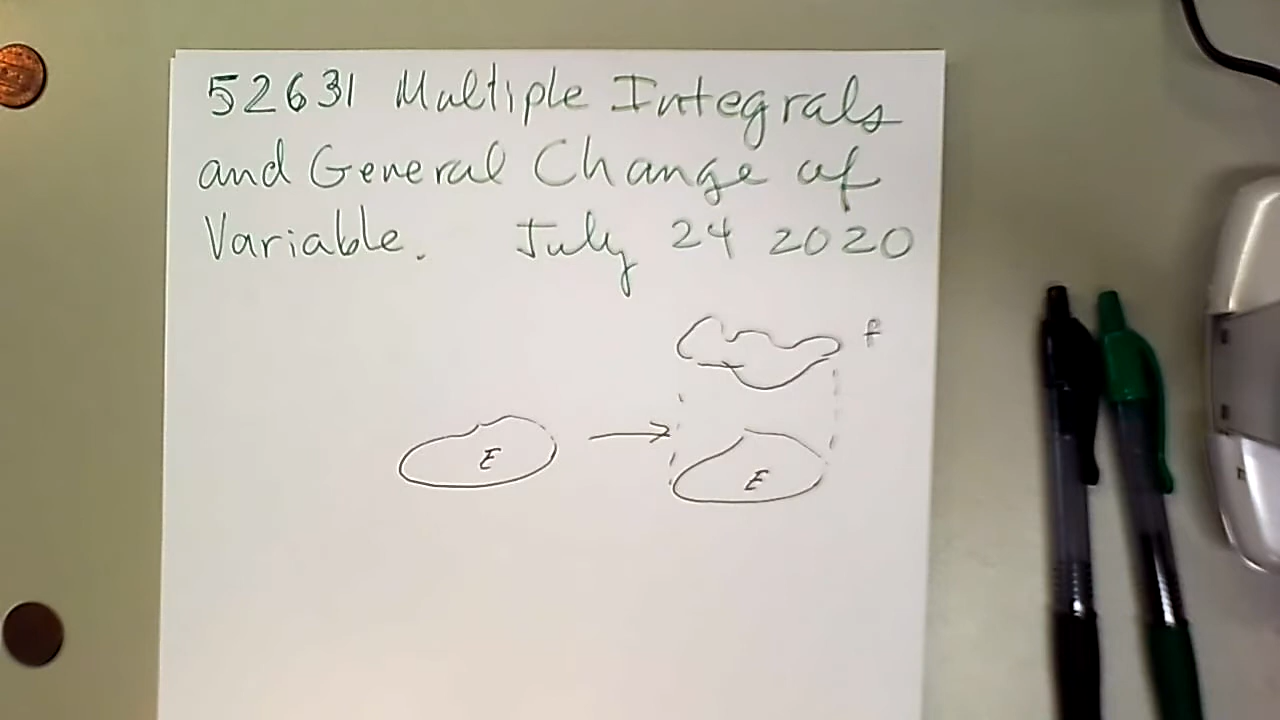 52631 Multiple Integrals
and General Change of
Variable. July 24 2020
f
E
E